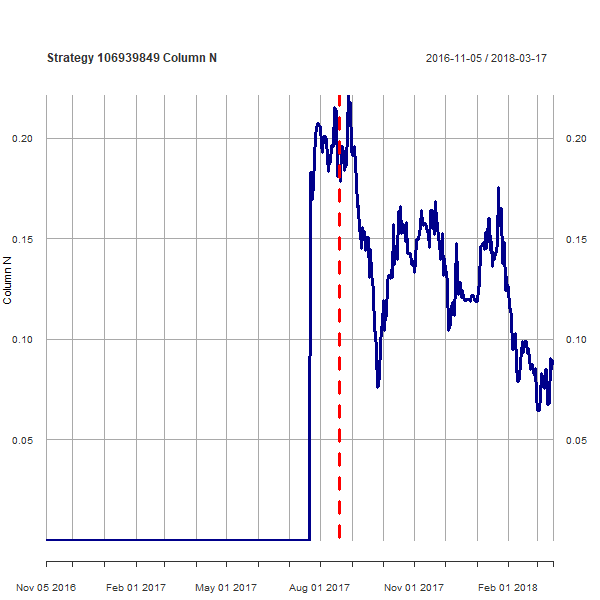 Strategy 106939849 Column N
2016-11-05 / 2018-03-17
0.20 0.20
0.15 0.15
Column N
0.10 0.10
0.05 0.05
Nov 05 2016 Feb 01 2017 May 01 2017 Aug 01 2017 Nov 01 2017 Feb 01 2018